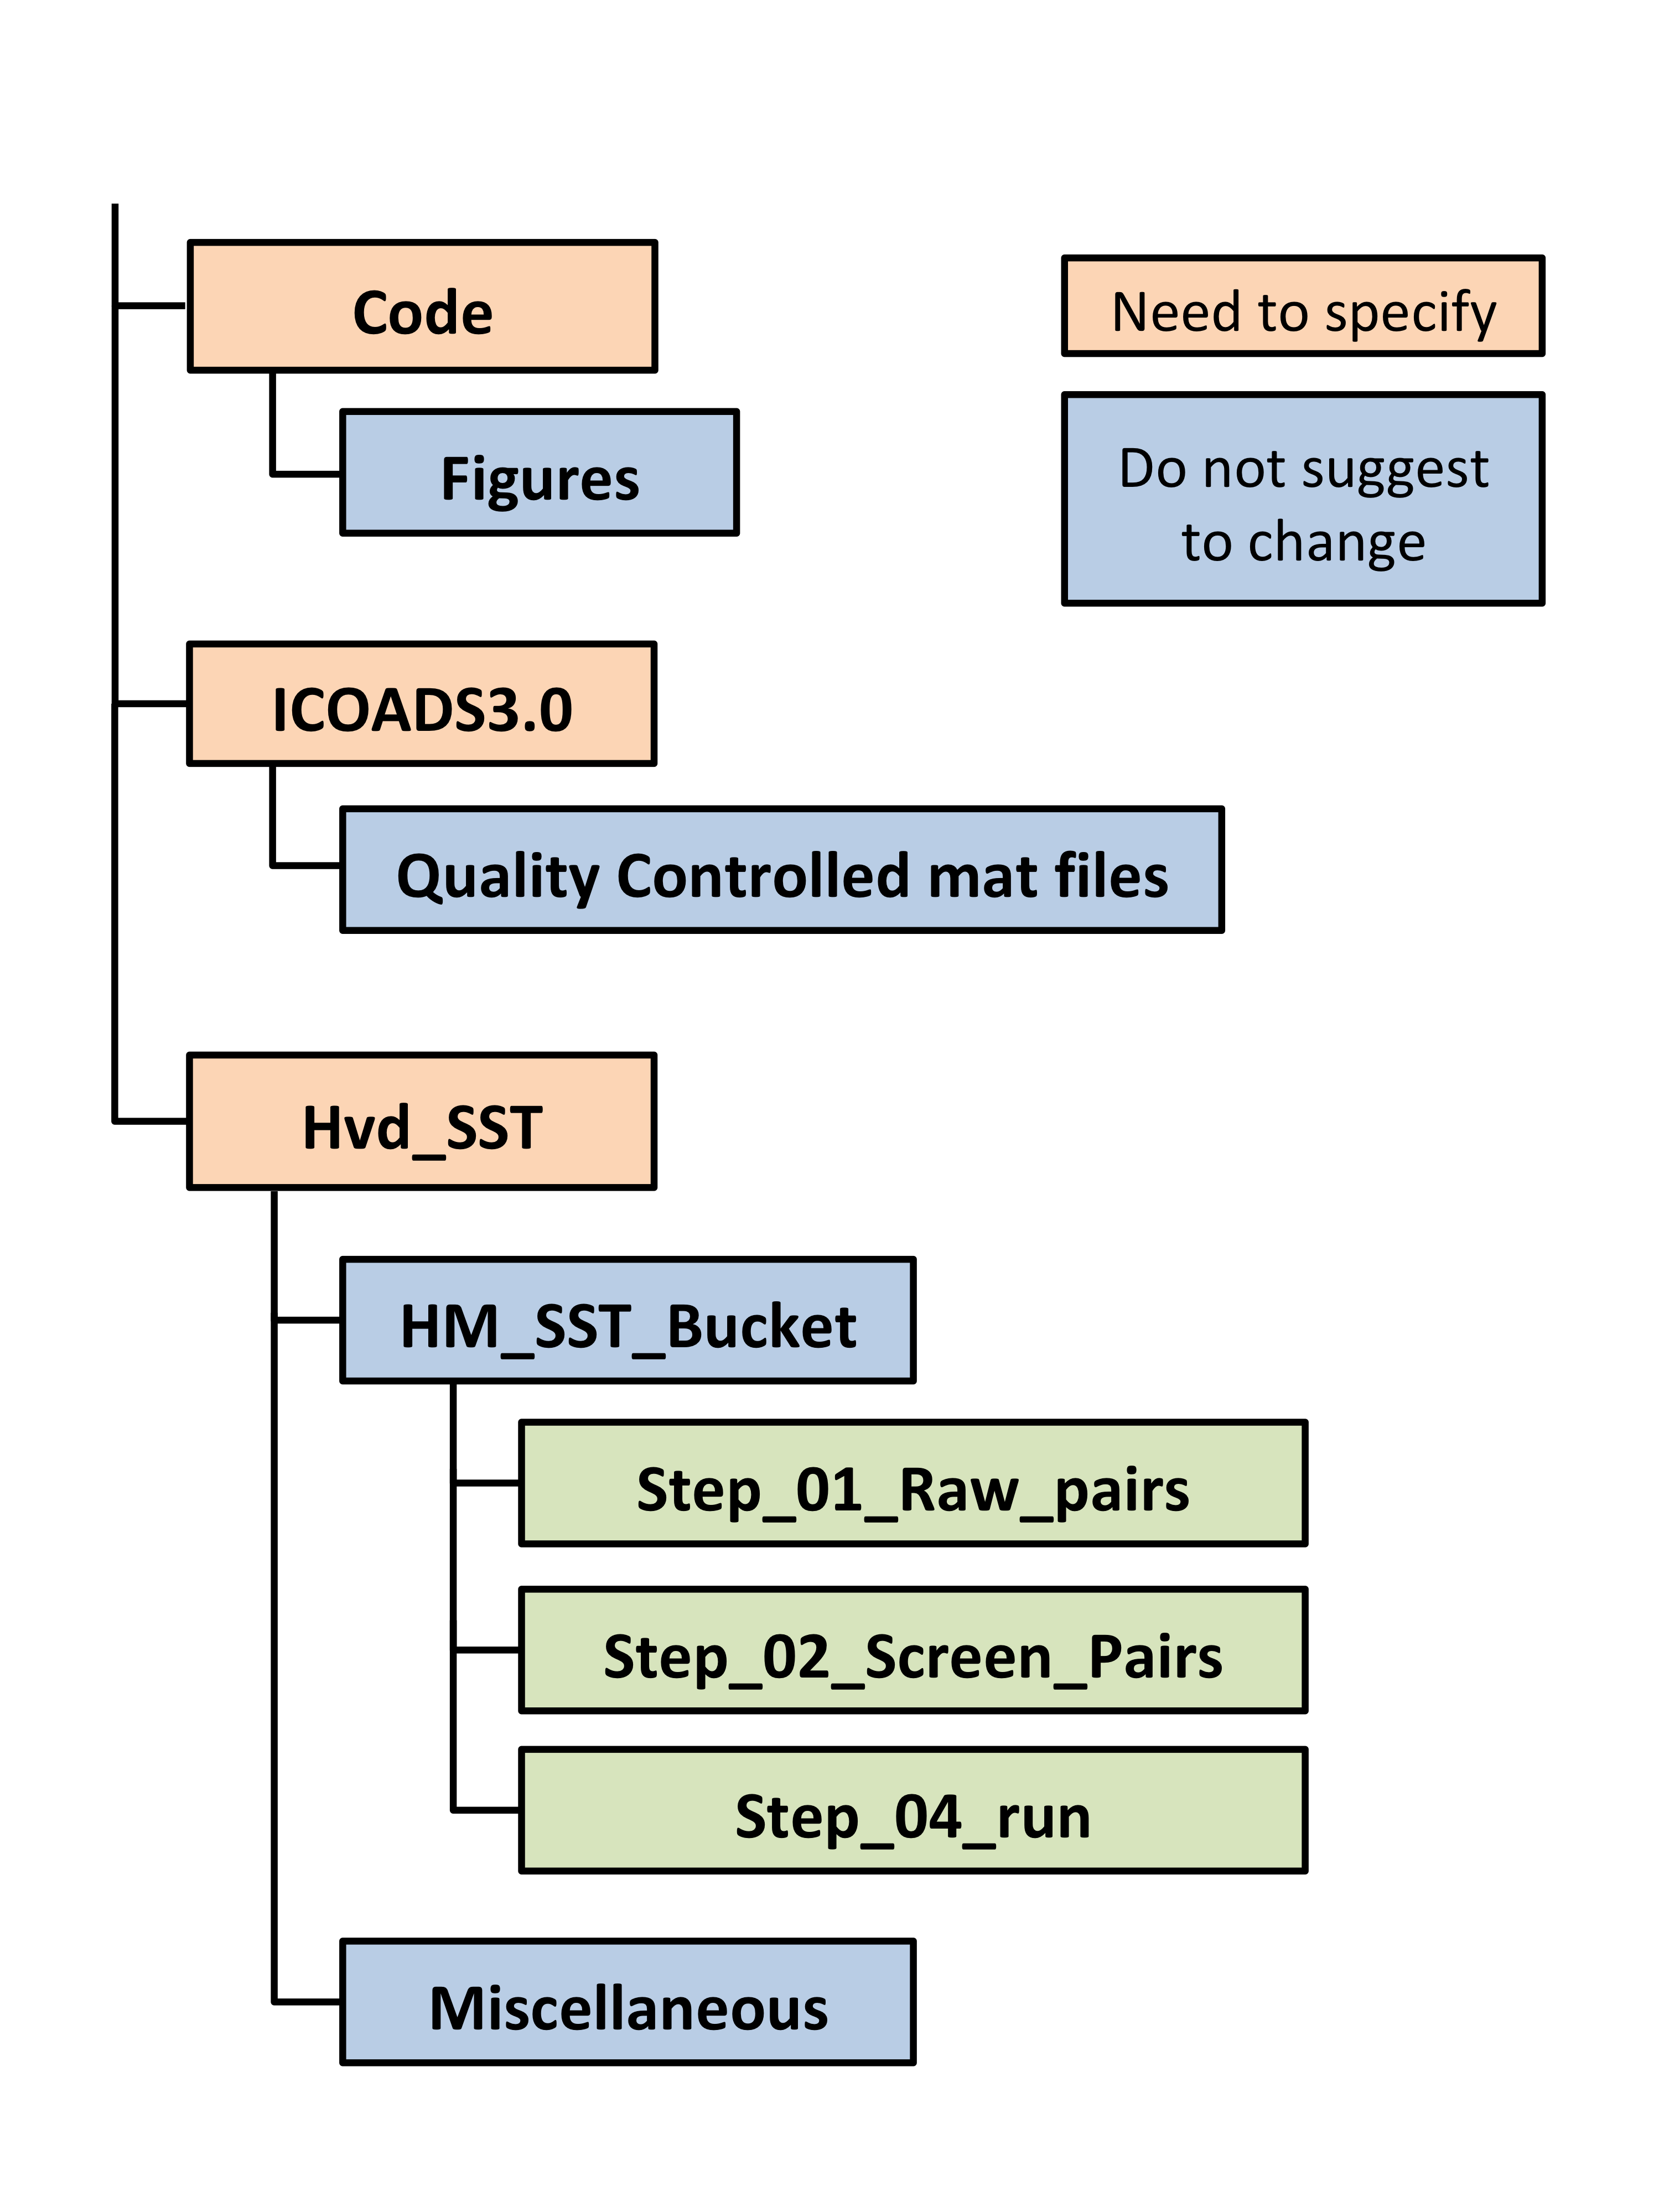 Code
Need to specify
Figures
Do not suggest
to change
ICOADS3.0
Quality Controlled mat files
Hvd_SST
HM_SST_Bucket
Step_01_Raw_pairs
Step_02_Screen_Pairs
Step_04_run
Miscellaneous